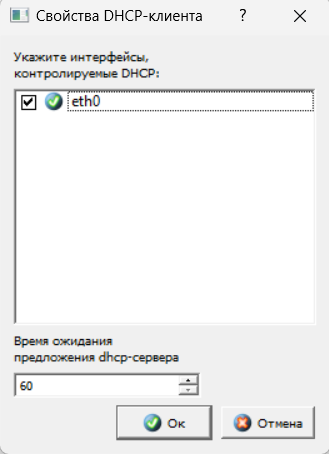 Свойства DHCP-клиента
Укажите интерфейсы,
контролируемые DHCP:
eth0
Время ожидания
предложения dhcp-сервера
60
Ок
Отмена